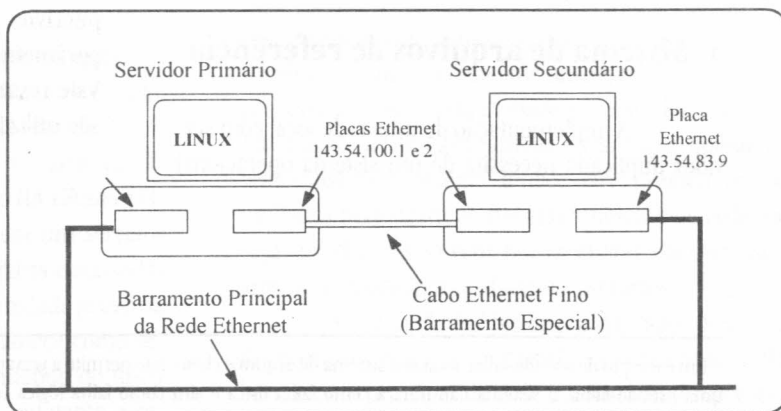 Servidor Primário
Servidor Secundário
LINUX
Placas Ethernet
143.54.100.1 e 2
LINUX
Placa
Ethernet
143.54.83.9
Barramento Principal
da Rede Ethernet
Cabo Ethernet Fino
(Barramento Especial)